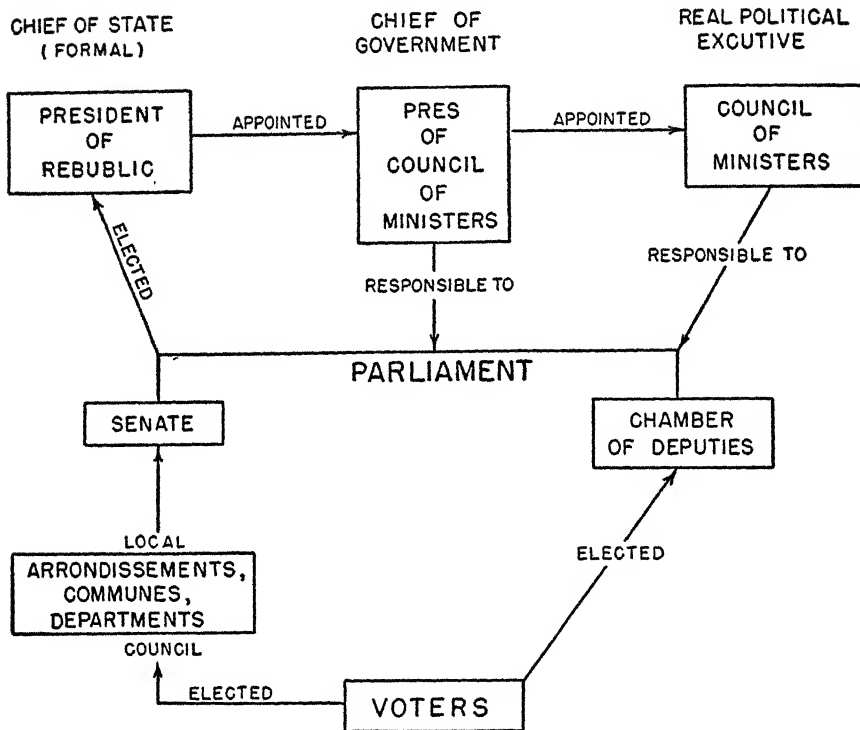 CHIEF OF STATE
(FORMAL)
CHIEF OF
GOVERNMENT
REAL POLITICAL
EXCUTIVE
PRESIDENT
OF
REBUBLIC
APPOINTED
PRES
OF
COUNCIL
OF
MINISTERS
APPOINTED
COUNCIL
OF
MINISTERS
ELECTED
RESPONSIBLE TO
RESPONSIBLE TO
PARLIAMENT
SENATE
CHAMBER
OF DEPUTIES
LOCAL
ARRONDISSEMENTS,
COMMUNES,
DEPARTMENTS
COUNCIL
ELECTED
ELECTED
VOTERS